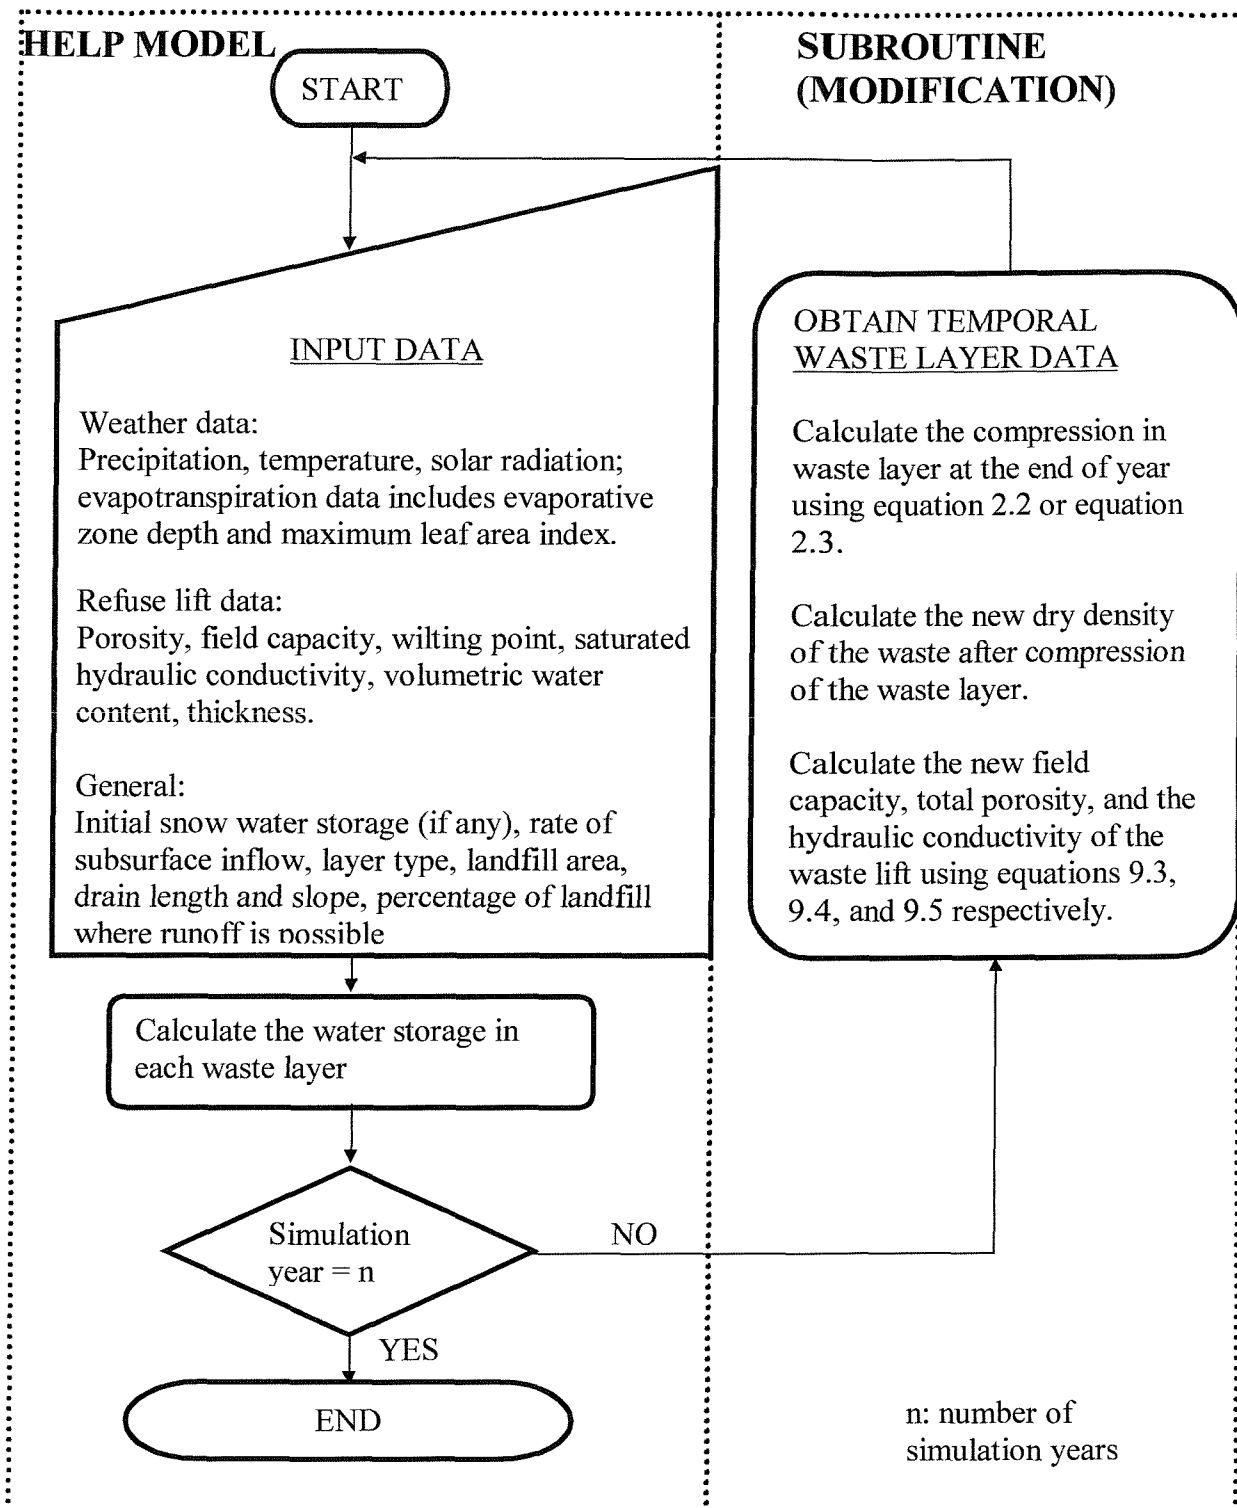 HELP MODEL
START
INPUT DATA
Weather data:
Precipitation, temperature, solar radiation;
evapotranspiration data includes evaporative
zone depth and maximum leaf area index.
Refuse lift data:
Porosity, field capacity, wilting point, saturated
hydraulic conductivity, volumetric water
content, thickness.
General:
Initial snow water storage (if any), rate of
subsurface inflow, layer type, landfill area,
drain length and slope, percentage of landfill
where runoff is possible
Calculate the water storage in
each waste layer
Simulation
year = n
NO
YES
END
SUBROUTINE
(MODIFICATION)
OBTAIN TEMPORAL
WASTE LAYER DATA
Calculate the compression in
waste layer at the end of year
using equation 2.2 or equation
2.3.
Calculate the new dry density
of the waste after compression
of the waste layer.
Calculate the new field
capacity, total porosity, and the
hydraulic conductivity of the
waste lift using equations 9.3,
9.4, and 9.5 respectively.
n: number of
simulation years